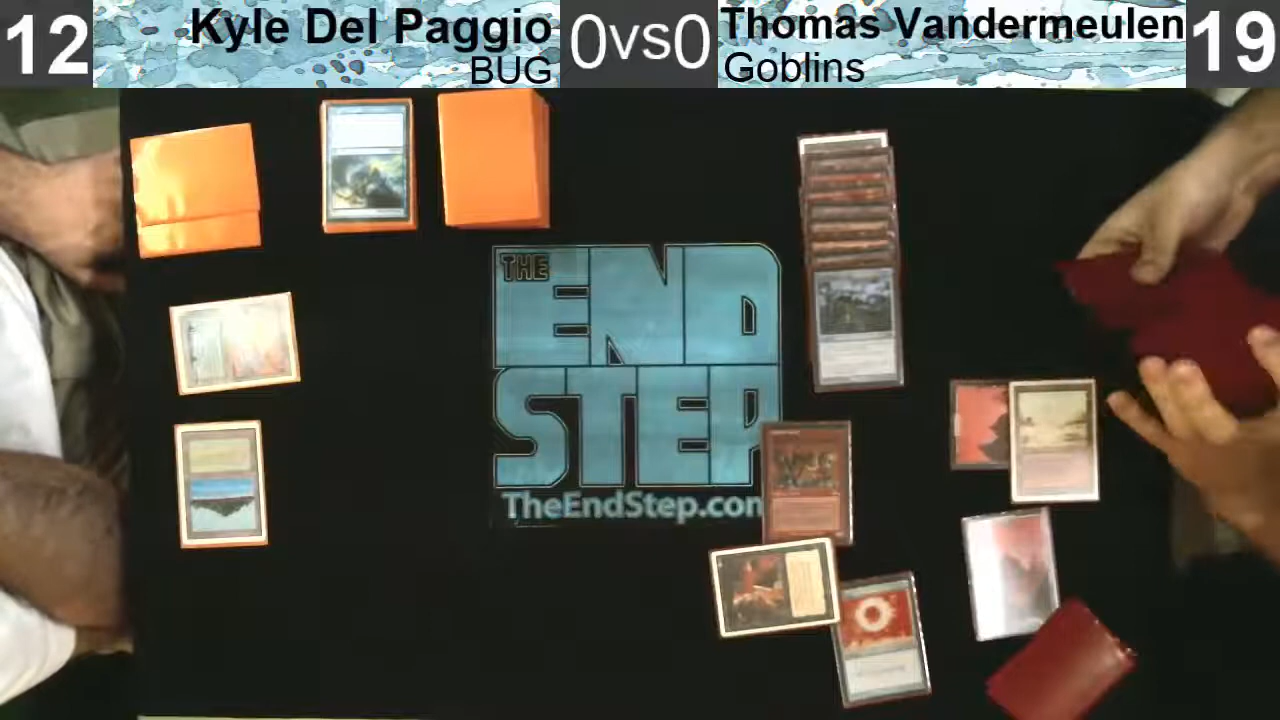 12
Kyle Del Paggio
BUG
0vs0
Thomas Vandermeulen
Goblins
19
THE
END
STEP
TheEndStep.com